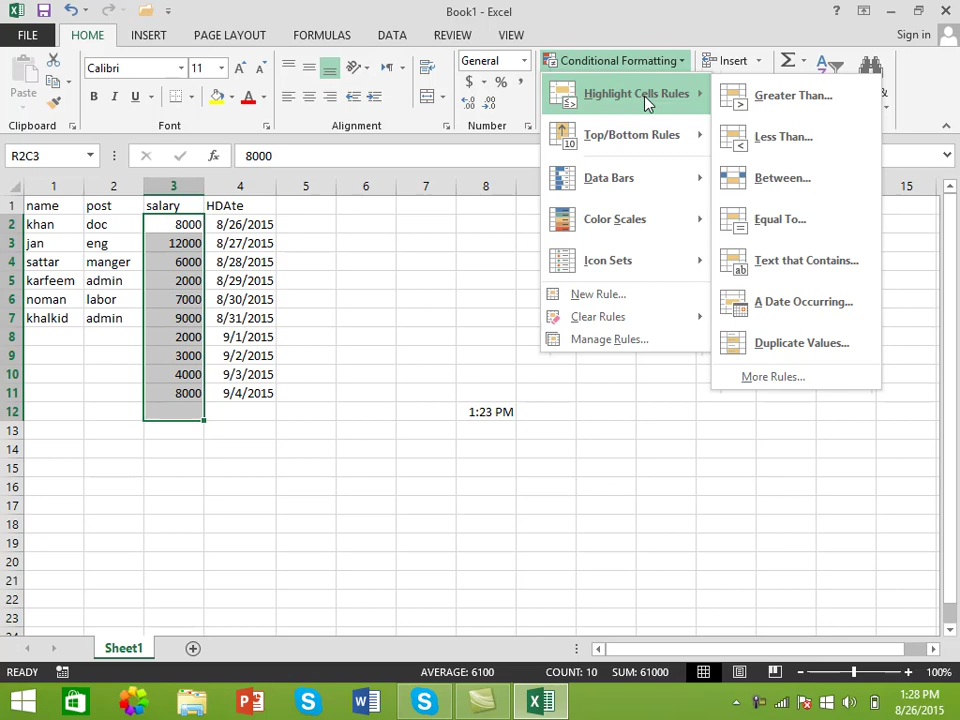 Book1 - Excel
?
FILE HOME INSERT PAGE LAYOUT FORMULAS DATA REVIEW VIEW Sign in
Paste Calibri 11 General Conditional Formatting Insert
B I U A $ % ,
Clipboard Font Alignment Number
R2C3 fx 8000
Highlight Cells Rules
Top/Bottom Rules
Data Bars
Color Scales
Icon Sets
New Rule...
Clear Rules
Manage Rules...
Greater Than...
Less Than...
Between...
Equal To...
Text that Contains...
A Date Occurring...
Duplicate Values...
More Rules...
1 2 3 4 5 6 7 8 15
1 name post salary HDAte
2 khan doc 8000 8/26/2015
3 jan eng 12000 8/27/2015
4 sattar manger 6000 8/28/2015
5 karfeem admin 2000 8/29/2015
6 noman labor 7000 8/30/2015
7 khalkid admin 9000 8/31/2015
8 2000 9/1/2015
9 3000 9/2/2015
10 4000 9/3/2015
11 8000 9/4/2015
12 1:23 PM
13
14
15
16
17
18
19
20
21
22
23
Sheet1
READY AVERAGE: 6100 COUNT: 10 SUM: 61000 100%
1:28 PM
8/26/2015